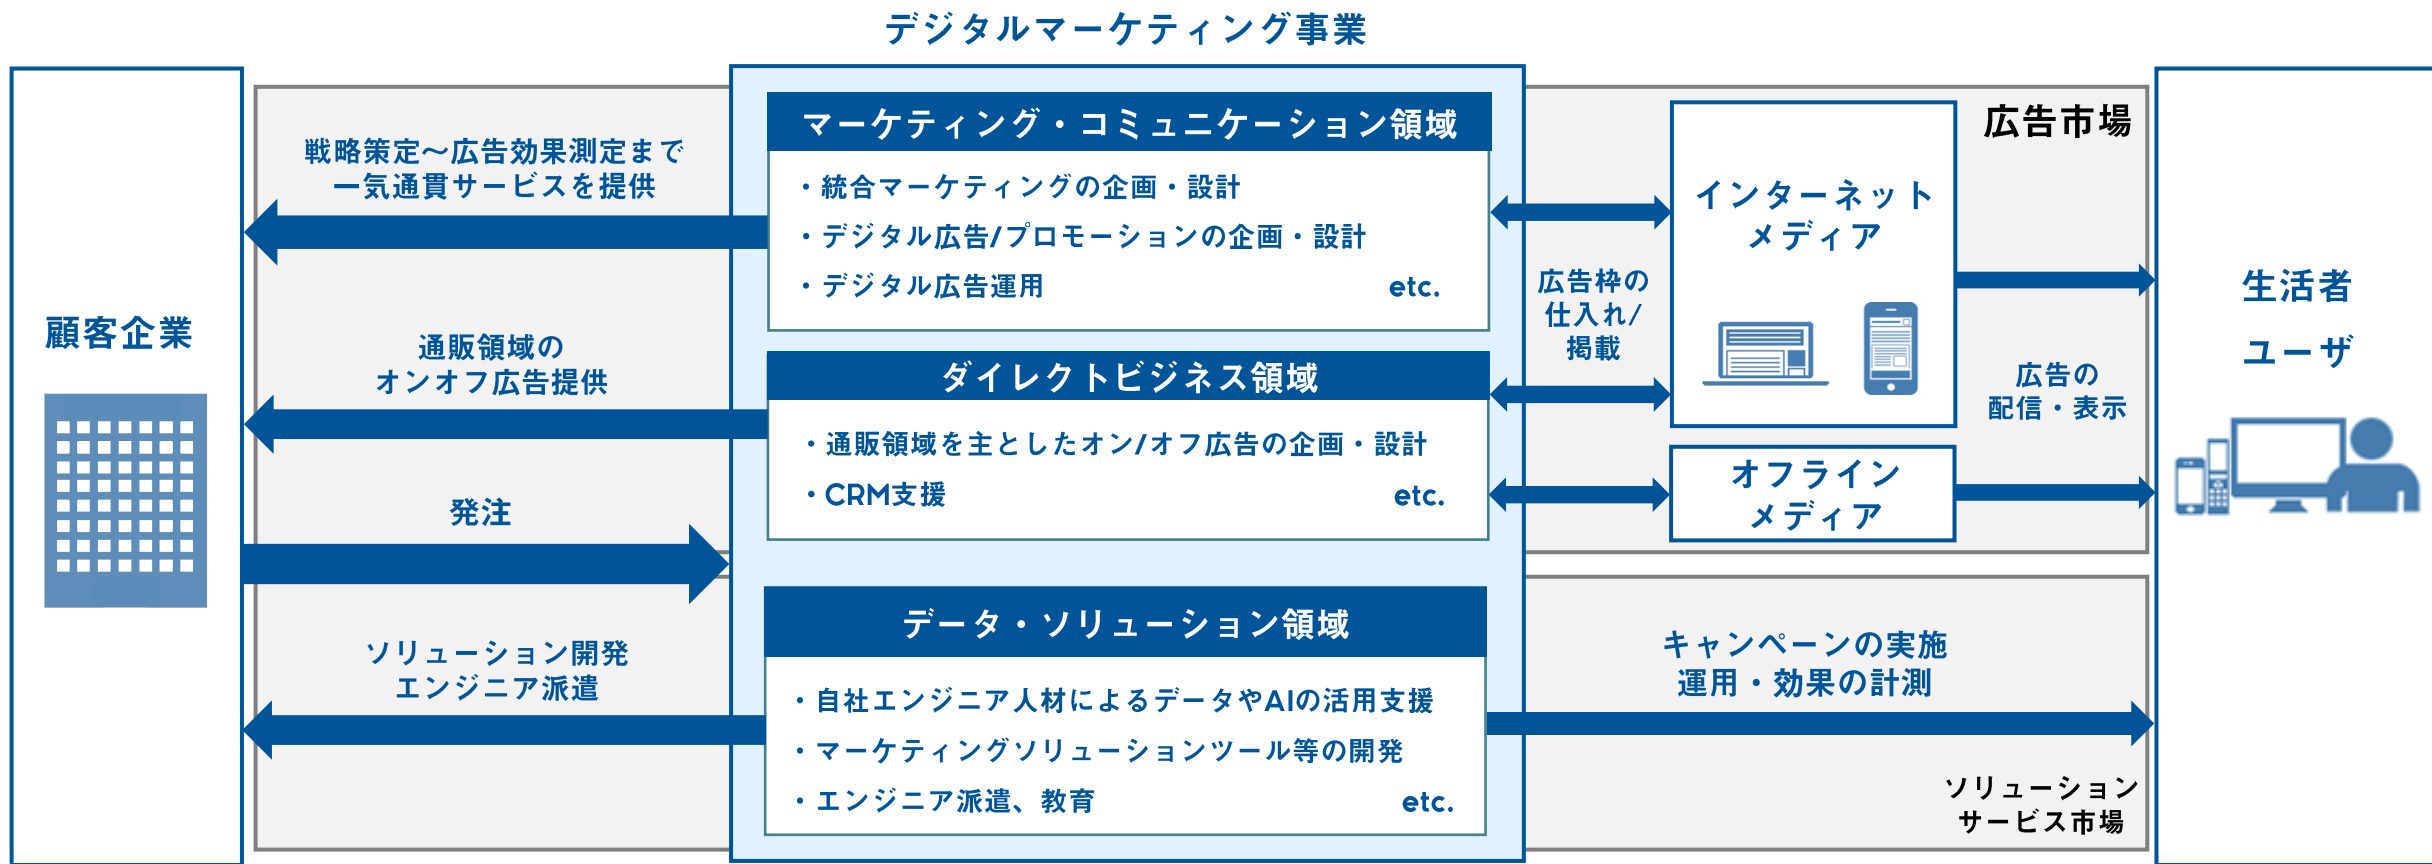 デジタルマーケティング事業
顧客企業
戦略策定～広告効果測定まで
一気通貫サービスを提供
通販領域の
オンオフ広告提供
発注
ソリューション開発
エンジニア派遣
マーケティング・コミュニケーション領域
・統合マーケティングの企画・設計
・デジタル広告/プロモーションの企画・設計
・デジタル広告運用 etc.
ダイレクトビジネス領域
・通販領域を主としたオン/オフ広告の企画・設計
・CRM支援 etc.
データ・ソリューション領域
・自社エンジニア人材によるデータやAIの活用支援
・マーケティングソリューションツール等の開発
・エンジニア派遣、教育 etc.
広告枠の
仕入れ/
掲載
インターネット
メディア
オフライン
メディア
広告市場
広告の
配信・表示
キャンペーンの実施
運用・効果の計測
ソリューション
サービス市場
生活者
ユーザ